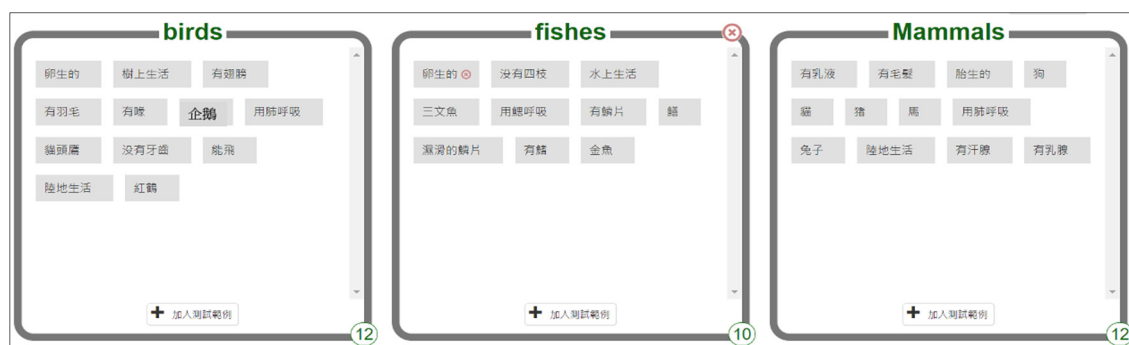 birds
卵生的 樹上生活 有翅膀
有羽毛 有喙 企鵝 用肺呼吸
貓頭鷹 没有牙齒 能飛
陸地生活 紅鶴
加入測試範例
12
fishes
卵生的 没有四枝 水上生活
三文魚 用鰓呼吸 有鱗片 鱔
濕滑的鱗片 有鰭 金魚
加入測試範例
10
Mammals
有乳液 有毛髮 胎生的 狗
貓 猪 馬 用肺呼吸
兔子 陸地生活 有汗腺 有乳腺
加入測試範例
12